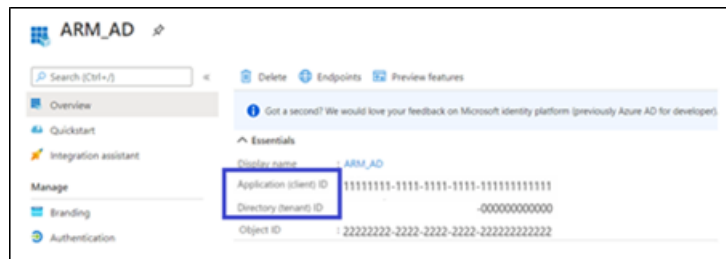 ARM_AD
Search (Ctrl+/)
«
Delete Endpoints Preview features
Overview
Quickstart
Integration assistant
Manage
Branding
Authentication
Got a second? We would love your feedback on Microsoft identity platform (previously Azure AD for developer).
Essentials
Display name : ARM_AD
Application (client) ID : 11111111-1111-1111-1111-111111111111
Directory (tenant) ID -000000000000
Object ID : 22222222-2222-2222-2222-222222222222